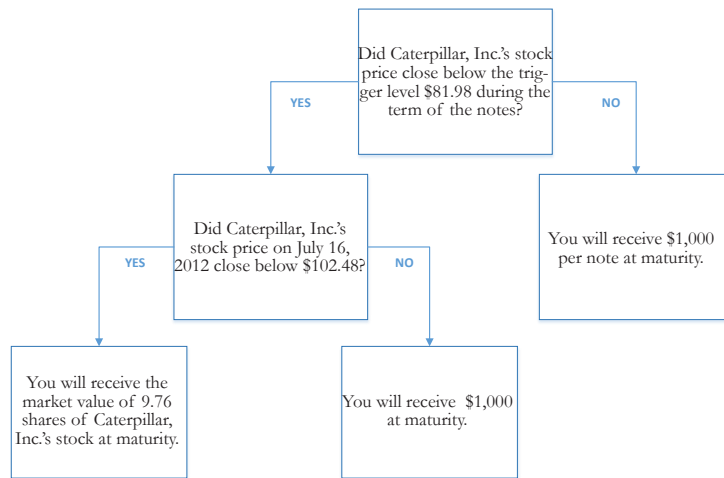 Did Caterpillar, Inc.'s stock
price close below the trig-
ger level $81.98 during the
term of the notes?
YES
NO
Did Caterpillar, Inc.'s
stock price on July 16,
2012 close below $102.48?
You will receive $1,000
per note at maturity.
YES
NO
You will receive the
market value of 9.76
shares of Caterpillar,
Inc.'s stock at maturity.
You will receive $1,000
at maturity.